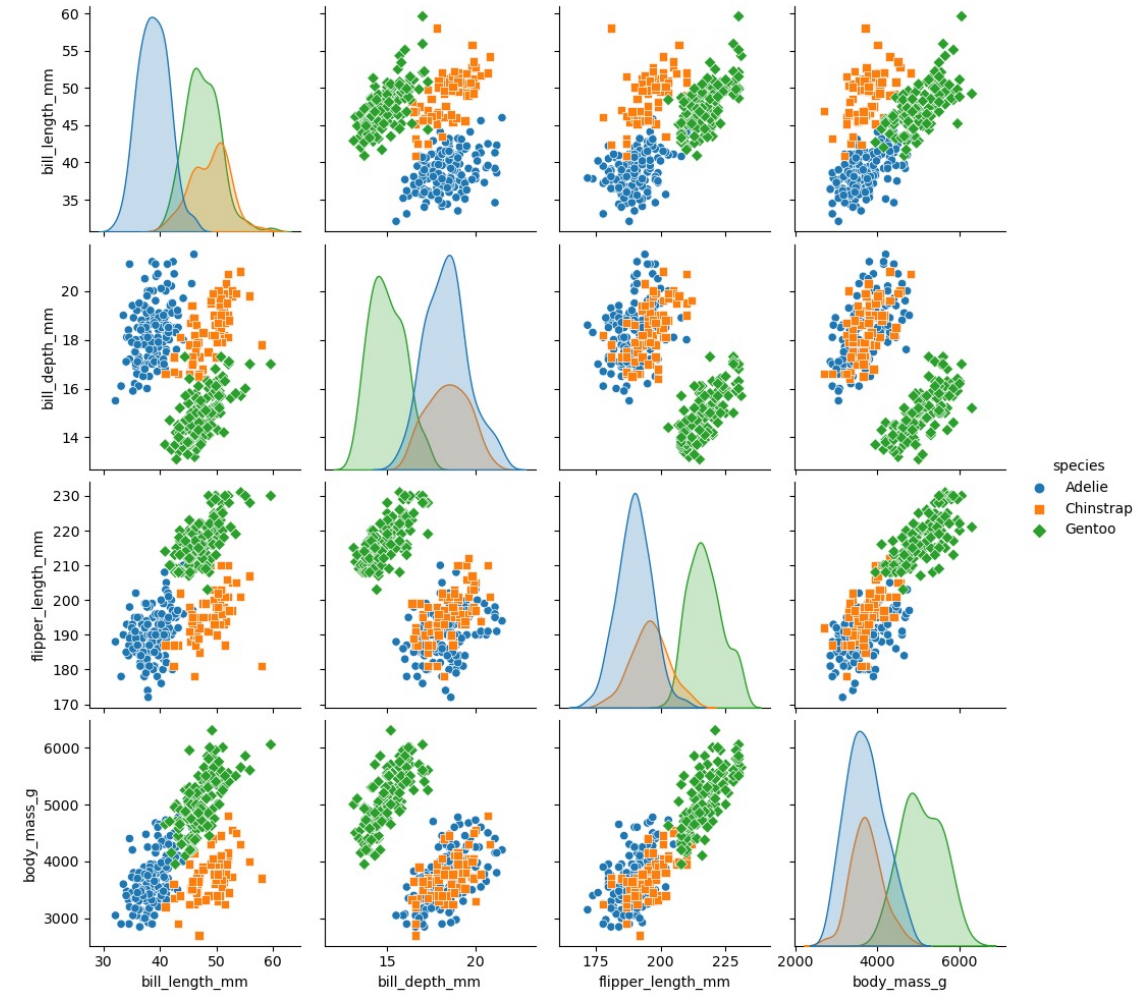 60
55
50
45
40
35
bill_length_mm
20
18
16
14
bill_depth_mm
species
Adelie
Chinstrap
Gentoo
230
220
210
200
190
180
170
flipper_length_mm
6000
5000
4000
3000
body_mass_g
30 40 50 60 15 20 175 200 225 2000 4000 6000
bill_length_mm bill_depth_mm flipper_length_mm body_mass_g